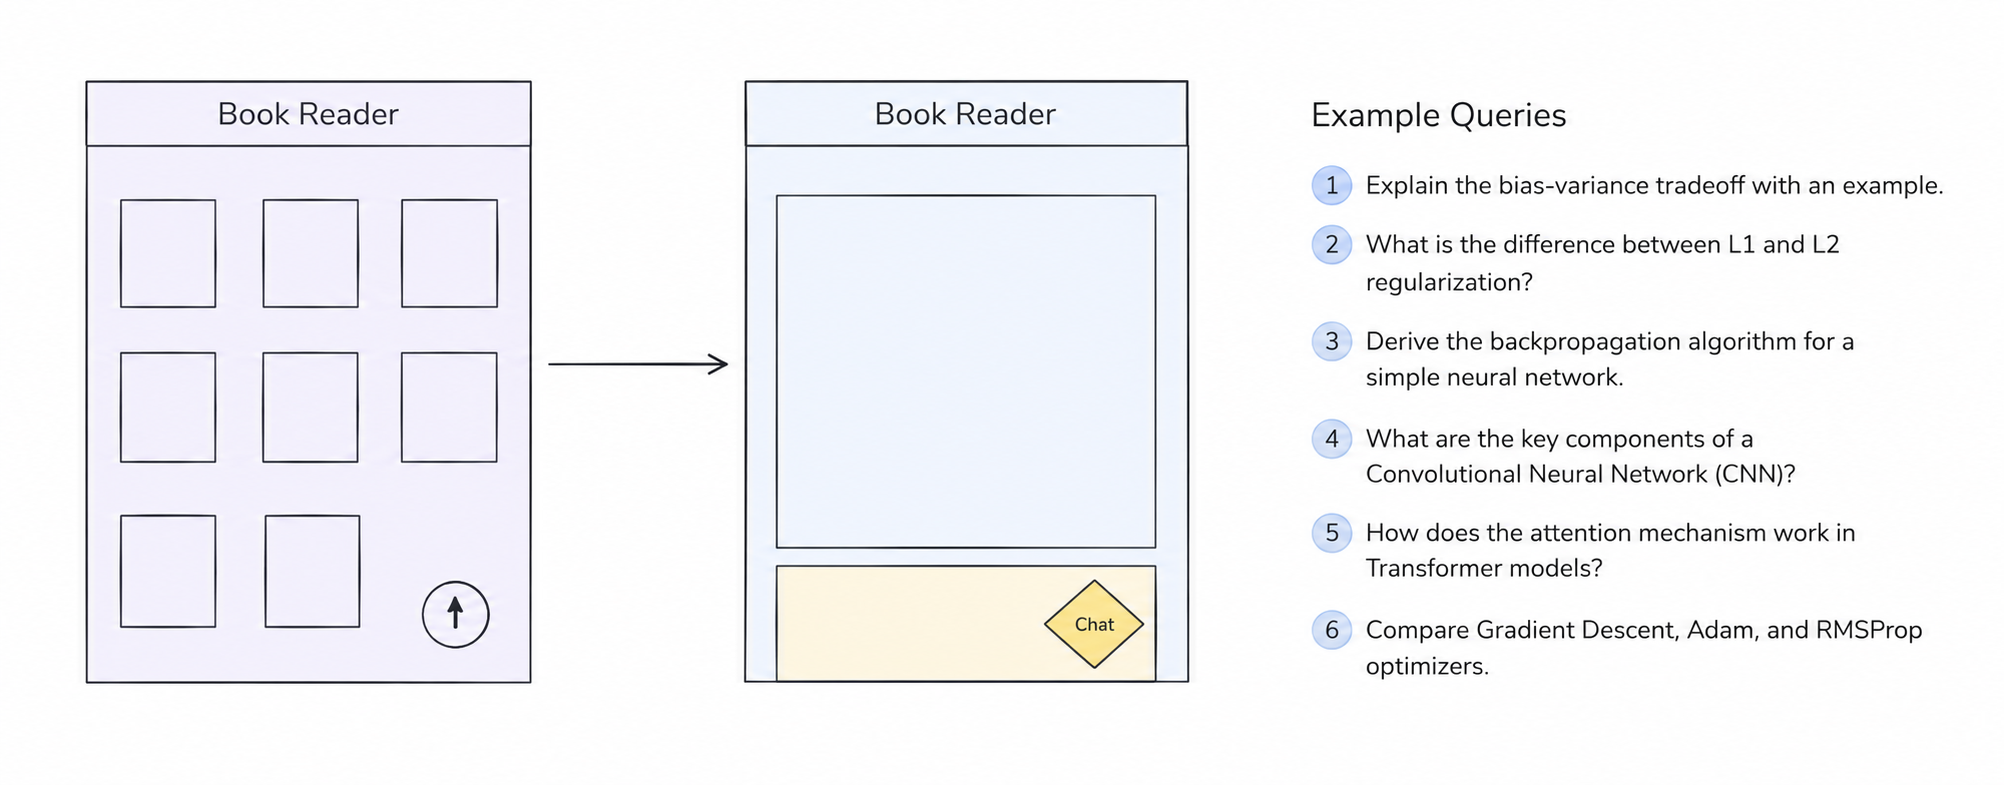 Book Reader
Book Reader
Chat
Example Queries
1 Explain the bias-variance tradeoff with an example.
2 What is the difference between L1 and L2
regularization?
3 Derive the backpropagation algorithm for a
simple neural network.
4 What are the key components of a
Convolutional Neural Network (CNN)?
5 How does the attention mechanism work in
Transformer models?
6 Compare Gradient Descent, Adam, and RMSProp
optimizers.